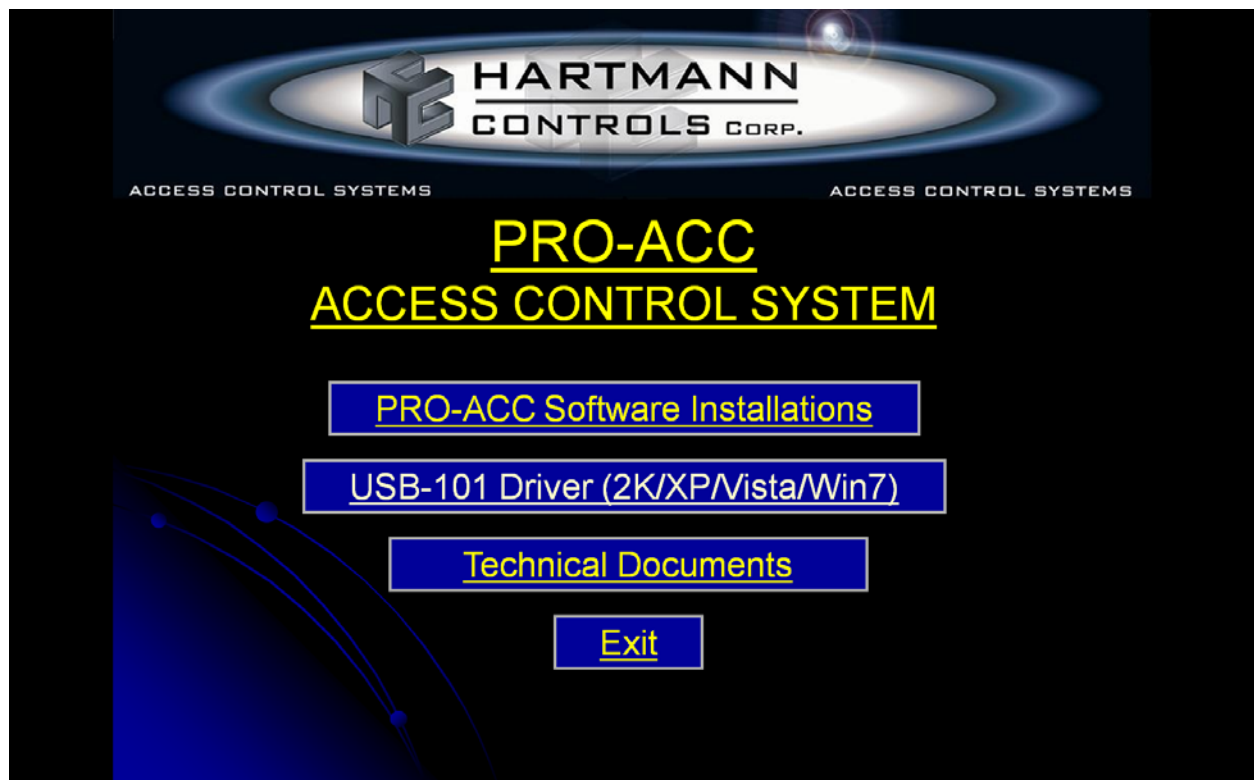 HARTMANN
CONTROLS CORP.
ACCESS CONTROL SYSTEMS
ACCESS CONTROL SYSTEMS
PRO-ACC
ACCESS CONTROL SYSTEM
PRO-ACC Software Installations
USB-101 Driver (2K/XP/Vista/Win7)
Technical Documents
Exit